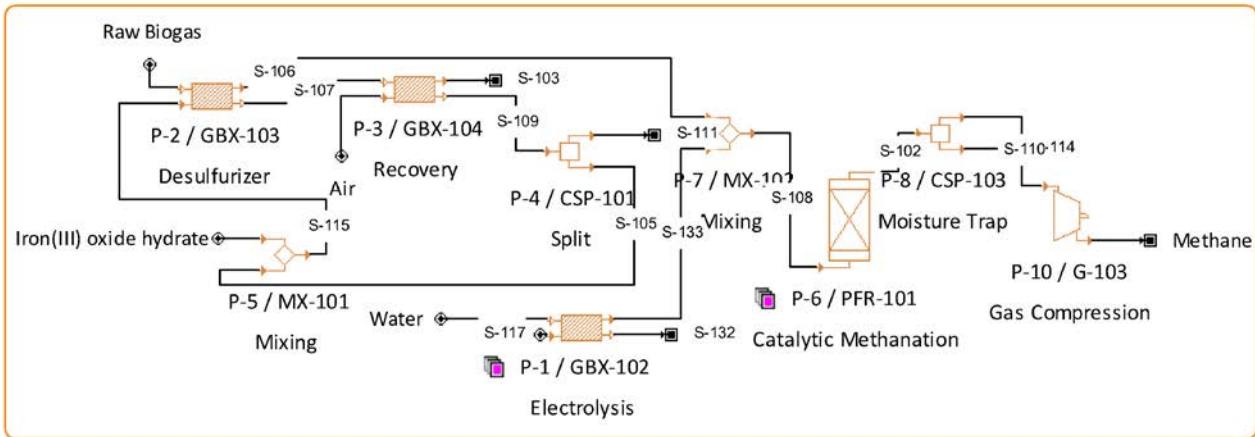 Raw Biogas
S-106
S-107
P-2 / GBX-103
Desulfurizer
S-103
P-3 / GBX-104
Recovery
Air
S-109
P-4 / CSP-101
Split
S-111
P-7 / MX-102
Mixing
S-108
S-102
P-8 / CSP-103
Moisture Trap
S-110
-114
Methane
P-10 / G-103
Gas Compression
S-115
Iron(III) oxide hydrate
P-5 / MX-101
Mixing
S-105
S-133
P-6 / PFR-101
Catalytic Methanation
Water
S-117
S-132
P-1 / GBX-102
Electrolysis